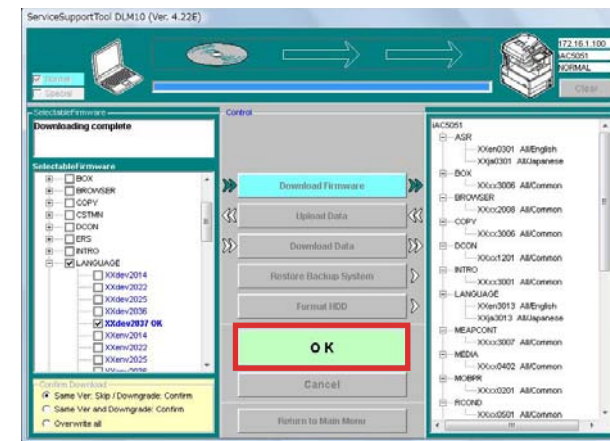 ServiceSupportTool DLM10 (Ver. 4.22E)
172.16.1.100
iAC5051
NORMAL
Normal
Special
Clear
SelectableFirmware
Downloading complete
SelectableFirmware
BOX
BROWSER
COPY
CSTMN
DCON
ERS
INTRO
LANGUAGE
XXdev2014
XXdev2022
XXdev2025
XXdev2036
XXdev2037 OK
XXenv2014
XXenv2022
XXenv2025
Confirm Download
Same Ver: Skip / Downgrade: Confirm
Same Ver and Downgrade: Confirm
Overwrite all
Control
Download Firmware
Upload Data
Download Data
Restore Backup System
Format HDD
OK
Cancel
Return to Main Menu
iAC5051
ASR
XXen0301 All/English
XXja0301 All/Japanese
BOX
XXxx3006 All/Common
BROWSER
XXxx2008 All/Common
COPY
XXxx3006 All/Common
DCON
XXxx1201 All/Common
INTRO
XXxx3001 All/Common
LANGUAGE
XXen3013 All/English
XXja3013 All/Japanese
MEAPCONT
XXxx3007 All/Common
MEDIA
XXxx0402 All/Common
MOBPR
XXxx0201 All/Common
RCOND
XXxx0501 All/Common